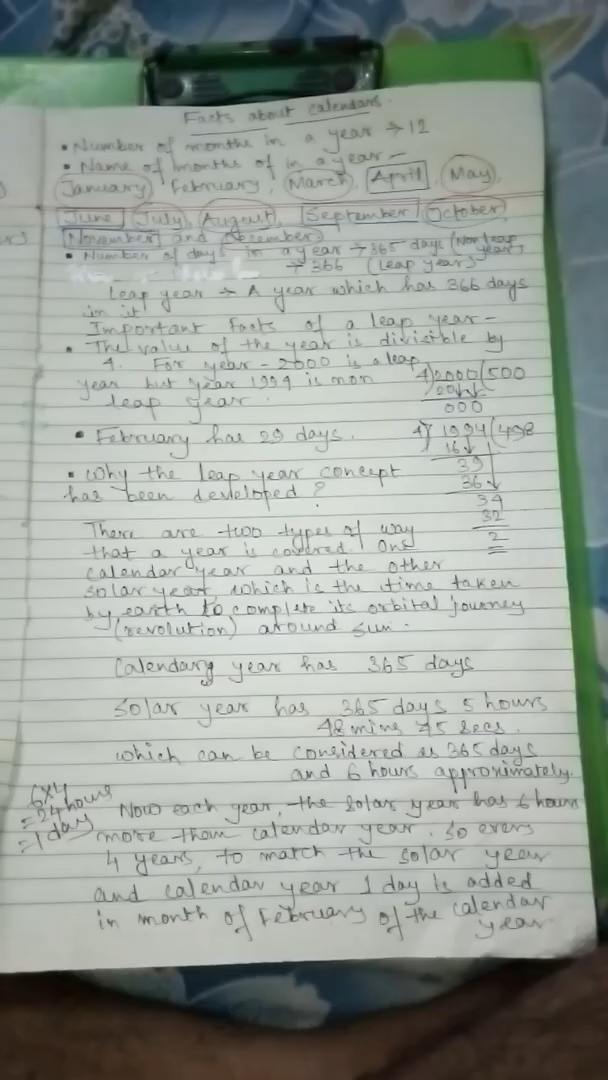 Facts about calendars.
• Number of months in a year → 12
• Name of months of in a year –
January, February, March, April, May,
June, July, August, September, October,
November and December
• Number of days in a year → 365 days (Non leap year)
→ 366 (Leap year)
Leap year → A year which has 366 days
in it.
Important Facts of a leap year –
• The value of the year is divisible by
4. For year – 2000 is a leap
year but year 1994 is non
leap year.
4)2000(500
000
• February has 29 days.
4) 1994 (498
16↓
39
36↓
34
32
2
• Why the leap year concept
has been developed?
There are two types of way
that a year is covered. One
calendar year and the other
solar year, which is the time taken
by earth to complete its orbital journey
(revolution) around sun.
Calendary year has 365 days
Solar year has 365 days 5 hours
48 mins 45 secs.
which can be considered as 365 days
and 6 hours approximately.
6x4
= 24 hours
= 1 day
Now each year, the solar year has 6 hours
more them calendar year. So every
4 years, to match the solar year
and calendar year 1 day is added
in month of February of the calendar
year